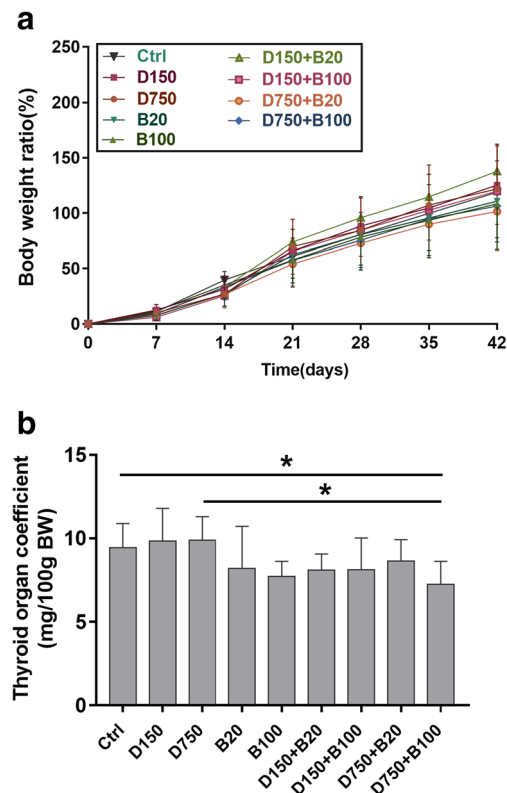 a
250
200
150
100
50
0
Body weight ratio(%)
Ctrl
D150
D750
B20
B100
D150+B20
D150+B100
D750+B20
D750+B100
0 7 14 21 28 35 42
Time(days)
b
15
10
5
0
Thyroid organ coefficient
(mg/100g BW)
*
*
Ctrl
D150
D750
B20
B100
D150+B20
D150+B100
D750+B20
D750+B100